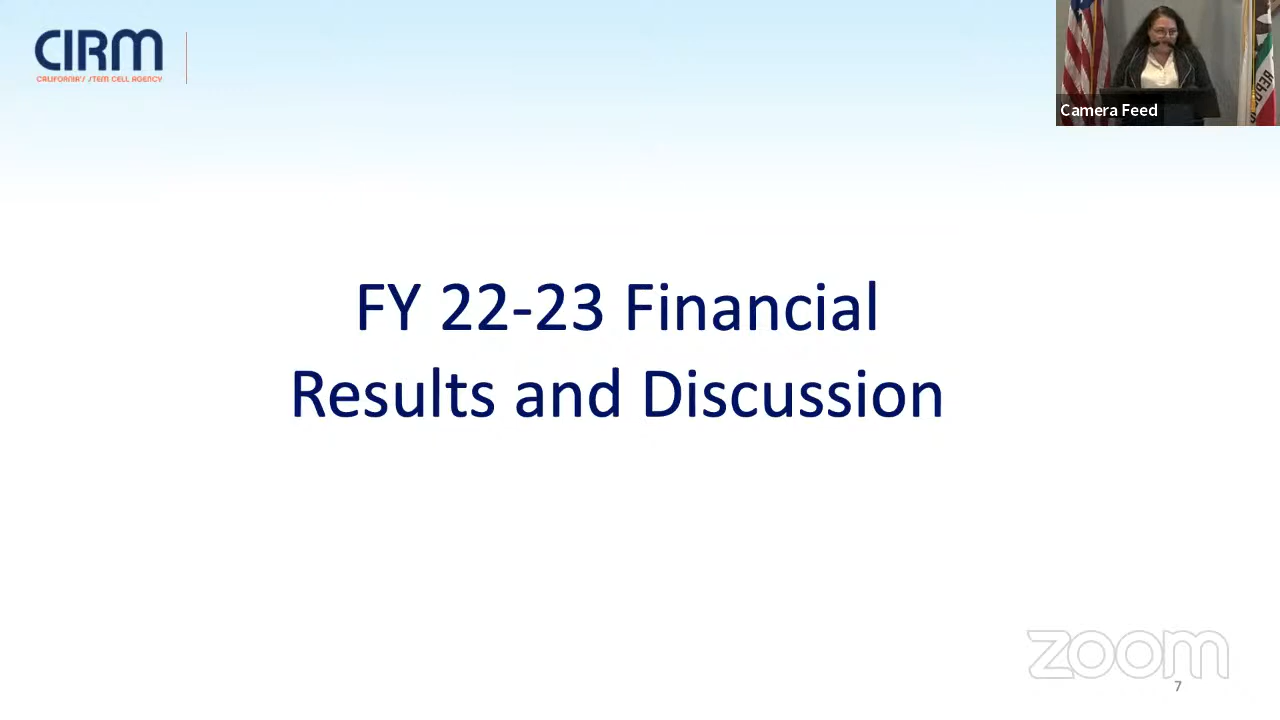 CIRM
CALIFORNIA'S STEM CELL AGENCY
Camera Feed
FY 22-23 Financial
Results and Discussion
zoom
7